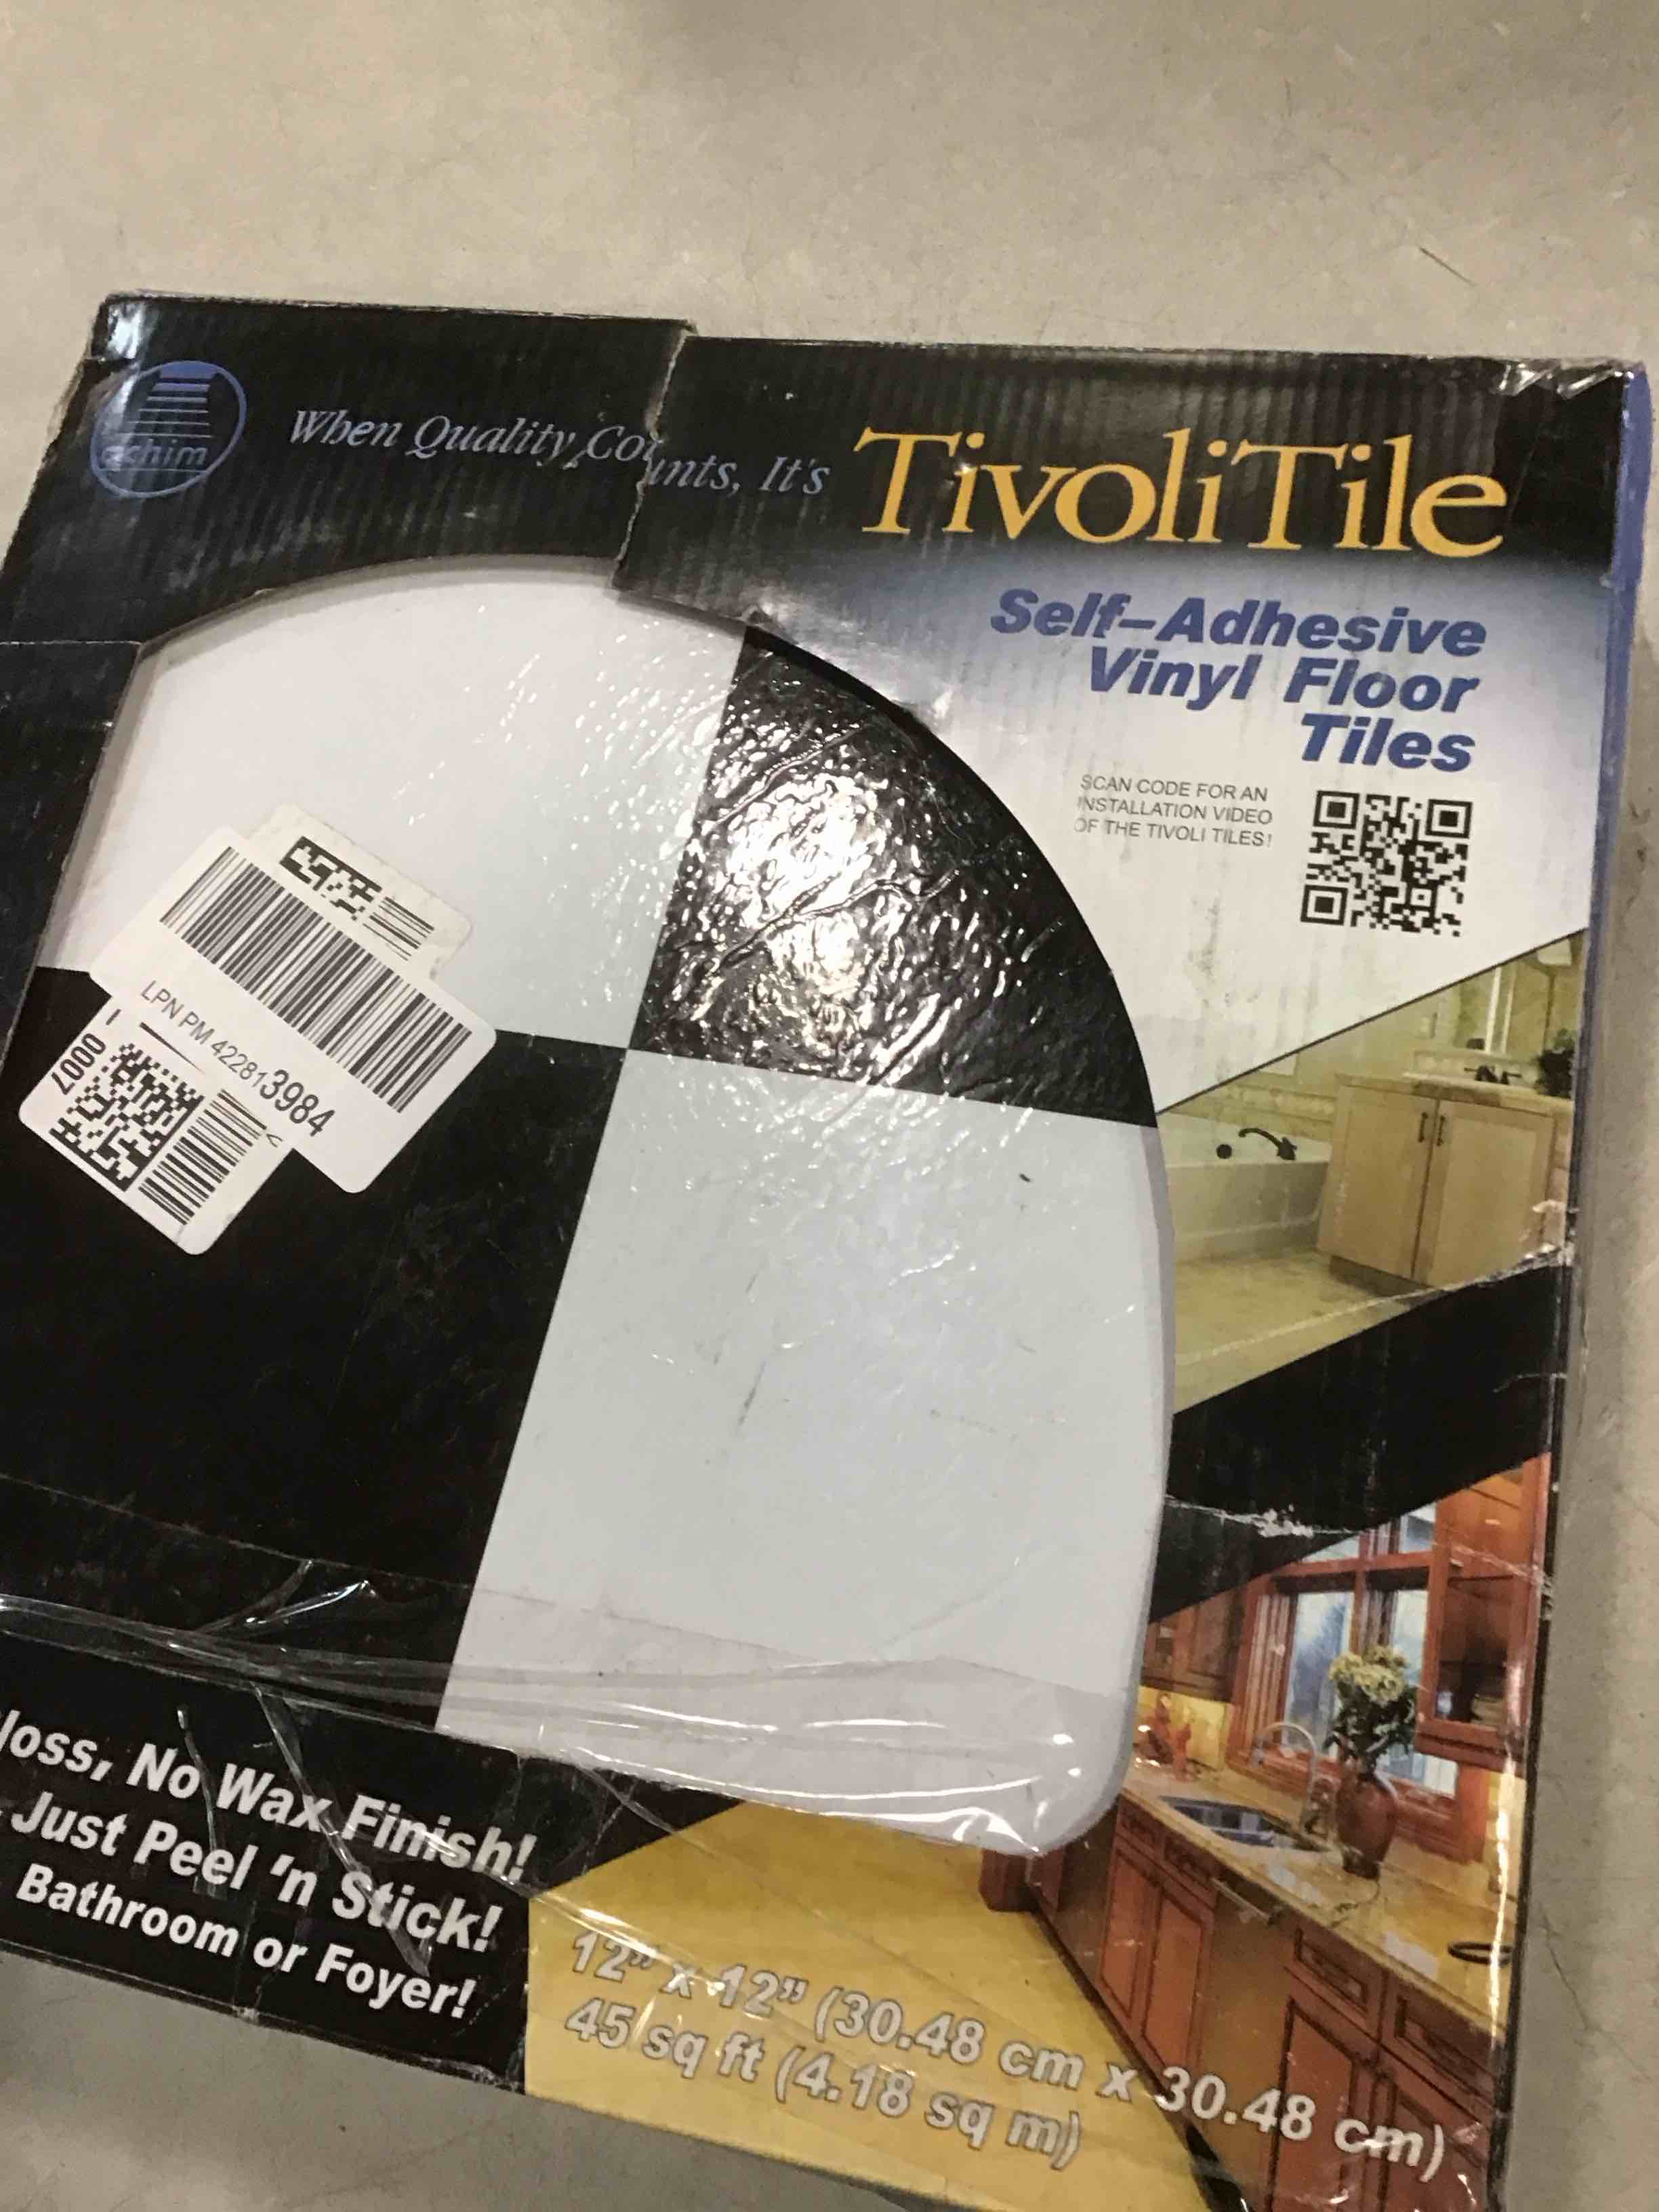 achim
When Quality Counts, It's TivoliTile
Self-Adhesive
Vinyl Floor
Tiles
SCAN CODE FOR AN
INSTALLATION VIDEO
OF THE TIVOLI TILES!
LPN PM 422813984
0007
loss, No Wax Finish!
Just Peel 'n Stick!
Bathroom or Foyer!
12" x 12" (30.48 cm x 30.48 cm)
45 sq ft (4.18 sq m)